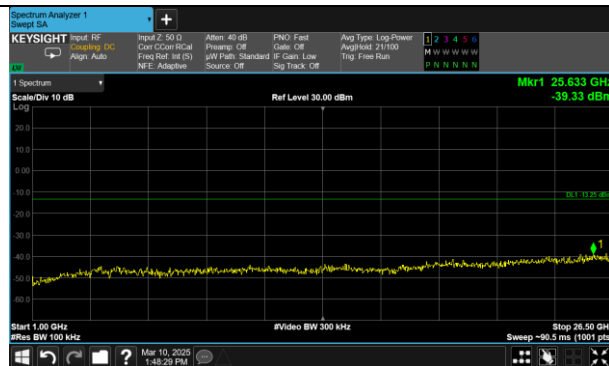 Spectrum Analyzer 1
Swept SA
KEYSIGHT Input: RF Input Z: 50 Ω Atten: 40 dB PNO: Fast Avg Type: Log-Power 1 2 3 4 5 6
Coupling: DC Corr CCorr RCal Preamp: Off Gate: Off Avg|Hold: 21/100 M W W W W W
Align: Auto Freq Ref: Int (S) µW Path: Standard IF Gain: Low Trig: Free Run
NFE: Adaptive Source: Off Sig Track: Off P N N N N N
1 Spectrum Mkr1 25.633 GHz
Scale/Div 10 dB Ref Level 30.00 dBm -39.33 dBm
Log
20.0
10.0
0.00
-10.0
DL1 -13.25 dBm
-20.0
-30.0
1
-40.0
-50.0
-60.0
Start 1.00 GHz #Video BW 300 kHz Stop 26.50 GHz
#Res BW 100 kHz Sweep ~90.5 ms (1001 pts)
? Mar 10, 2025
1:48:29 PM